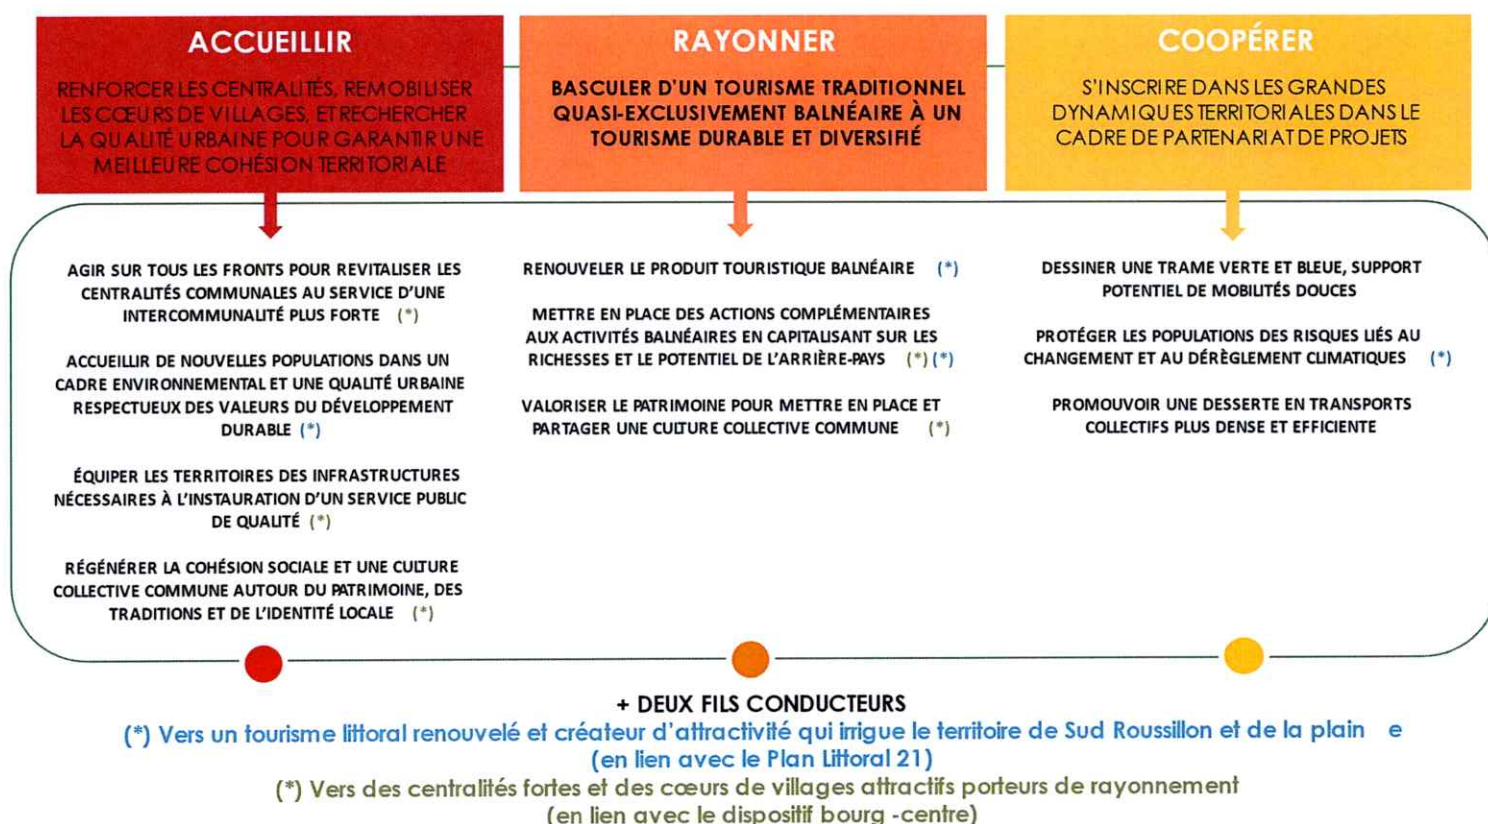 ACCUEILLIR
RENFORCER LES CENTRALITÉS, REMOBILISER
LES CŒURS DE VILLAGES, ET RECHERCHER
LA QUALITÉ URBAINE POUR GARANTIR UNE
MEILLEURE COHÉSION TERRITORIALE
RAYONNER
BASCULER D'UN TOURISME TRADITIONNEL
QUASI-EXCLUSIVEMENT BALNÉAIRE À UN
TOURISME DURABLE ET DIVERSIFIÉ
COOPÉRER
S'INSCRIRE DANS LES GRANDES
DYNAMIQUES TERRITORIALES DANS LE
CADRE DE PARTENARIAT DE PROJETS
AGIR SUR TOUS LES FRONTS POUR REVITALISER LES
CENTRALITÉS COMMUNALES AU SERVICE D'UNE
INTERCOMMUNALITÉ PLUS FORTE (*)
ACCUEILLIR DE NOUVELLES POPULATIONS DANS UN
CADRE ENVIRONNEMENTAL ET UNE QUALITÉ URBAINE
RESPECTUEUX DES VALEURS DU DÉVELOPPEMENT
DURABLE (*)
ÉQUIPER LES TERRITOIRES DES INFRASTRUCTURES
NÉCESSAIRES À L'INSTAURATION D'UN SERVICE PUBLIC
DE QUALITÉ (*)
RÉGÉNÉRER LA COHÉSION SOCIALE ET UNE CULTURE
COLLECTIVE COMMUNE AUTOUR DU PATRIMOINE, DES
TRADITIONS ET DE L'IDENTITÉ LOCALE (*)
RENOUVELER LE PRODUIT TOURISTIQUE BALNÉAIRE (*)
METTRE EN PLACE DES ACTIONS COMPLÉMENTAIRES
AUX ACTIVITÉS BALNÉAIRES EN CAPITALISANT SUR LES
RICHESSES ET LE POTENTIEL DE L'ARRIÈRE-PAYS (*) (*)
VALORISER LE PATRIMOINE POUR METTRE EN PLACE ET
PARTAGER UNE CULTURE COLLECTIVE COMMUNE (*)
DESSINER UNE TRAME VERTE ET BLEUE, SUPPORT
POTENTIEL DE MOBILITÉS DOUCES
PROTÉGER LES POPULATIONS DES RISQUES LIÉS AU
CHANGEMENT ET AU DÉRÈGLEMENT CLIMATIQUES (*)
PROMOUVOIR UNE DESSERTE EN TRANSPORTS
COLLECTIFS PLUS DENSE ET EFFICIENTE
+ DEUX FILS CONDUCTEURS
(*) Vers un tourisme littoral renouvelé et créateur d'attractivité qui irrigue le territoire de Sud Roussillon et de la plain e
(en lien avec le Plan Littoral 21)
(*) Vers des centralités fortes et des cœurs de villages attractifs porteurs de rayonnement
(en lien avec le dispositif bourg -centre)